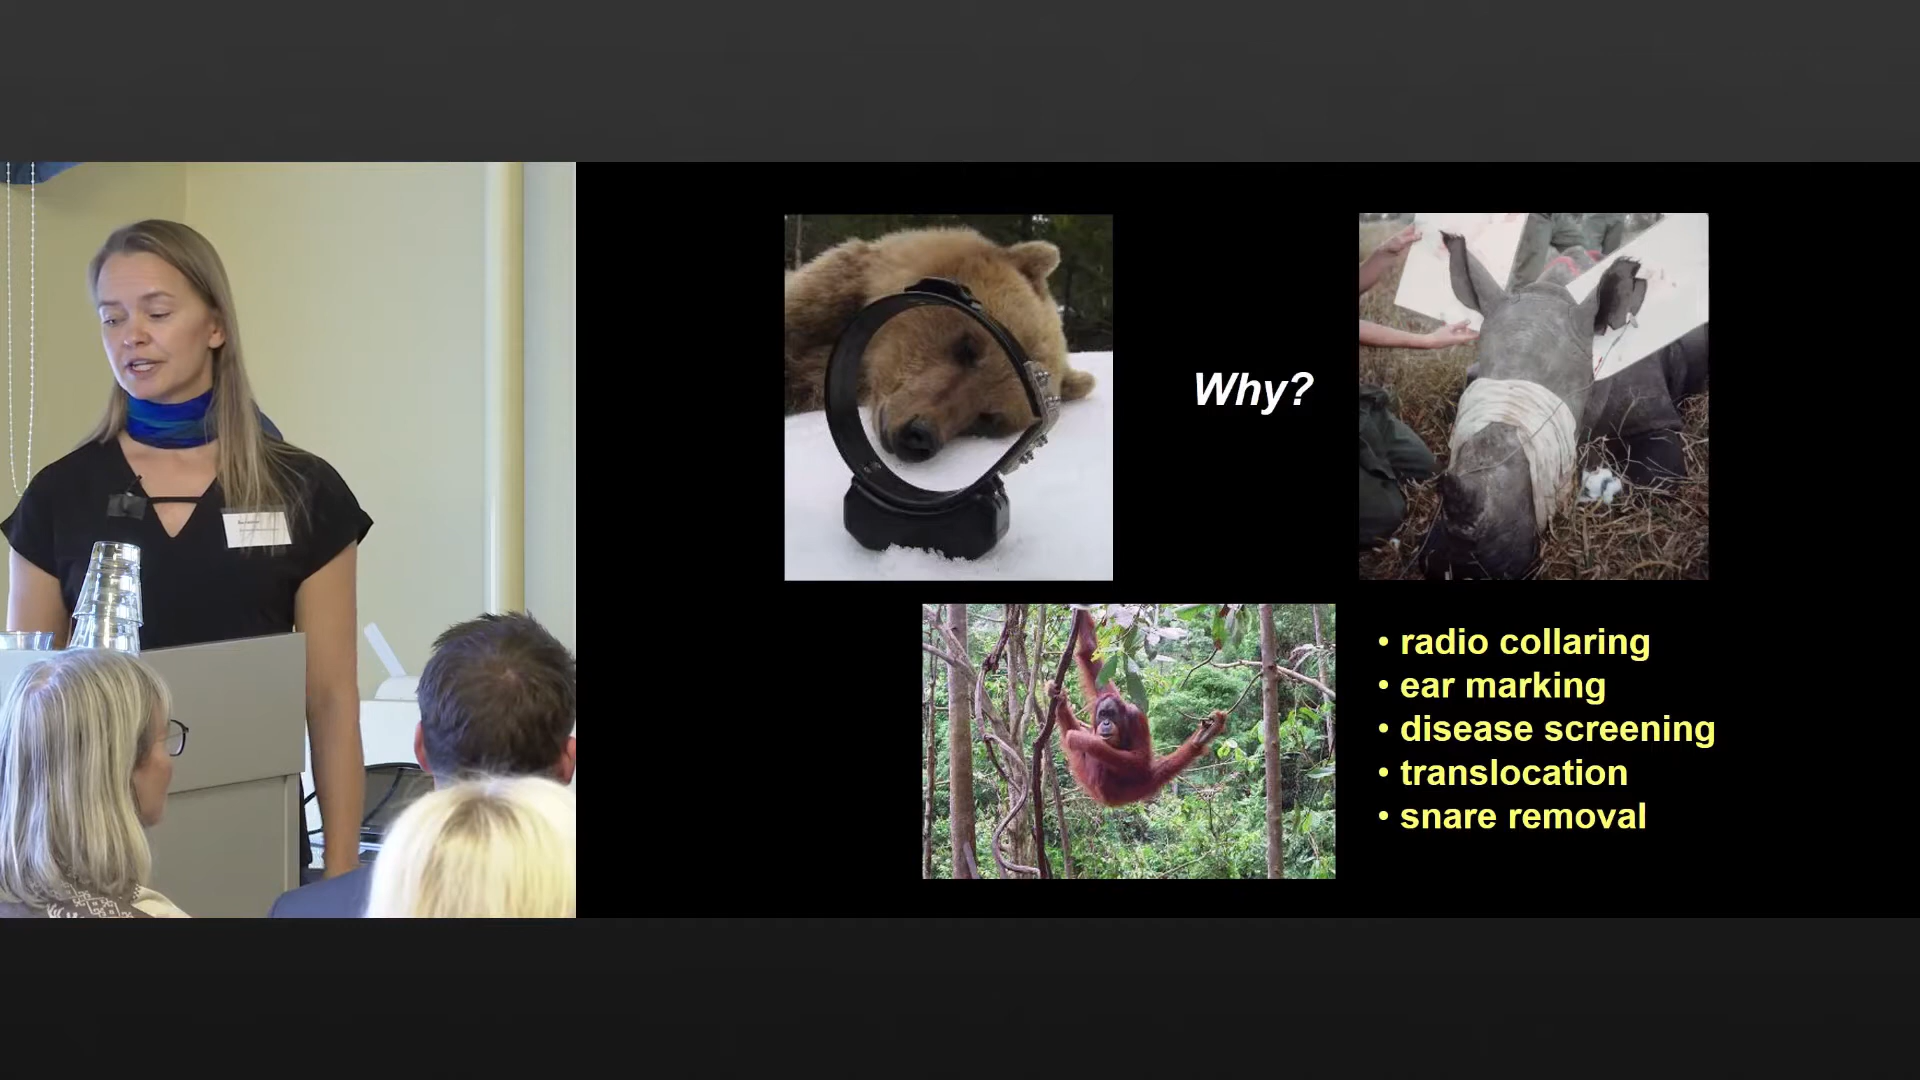 Why?
• radio collaring
• ear marking
• disease screening
• translocation
• snare removal